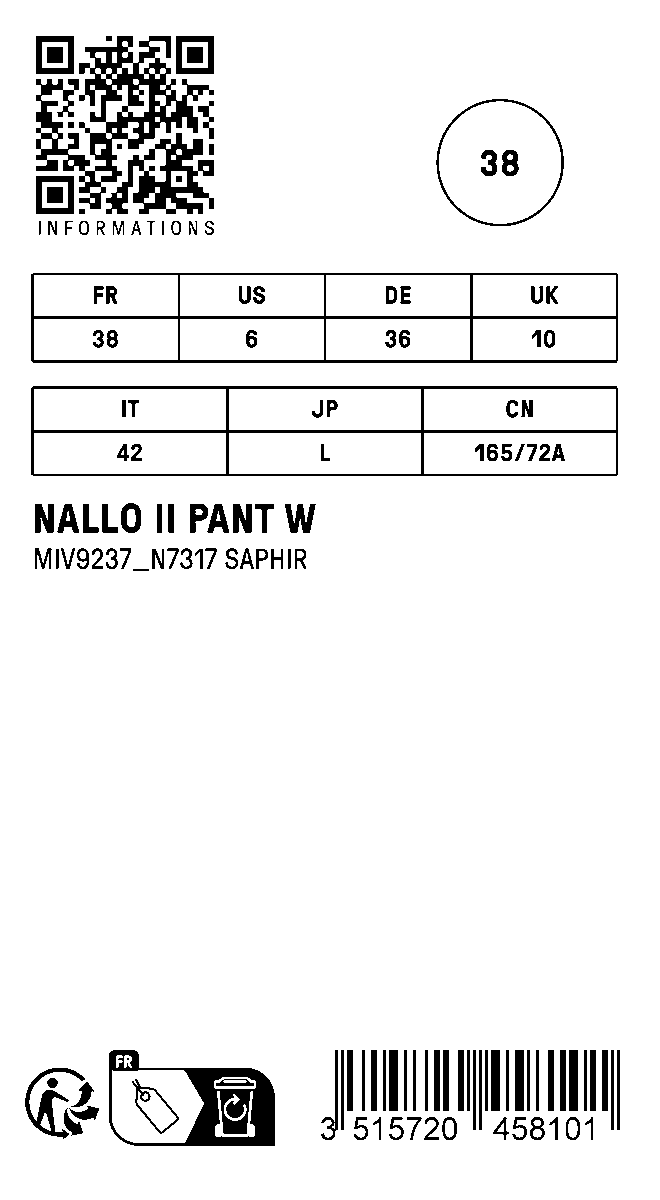 INFORMATIONS
38
FR US DE UK
38 6 36 10
IT JP CN
42 L 165/72A
NALLO II PANT W
MIV9237_N7317 SAPHIR
FR
3 515720 458101